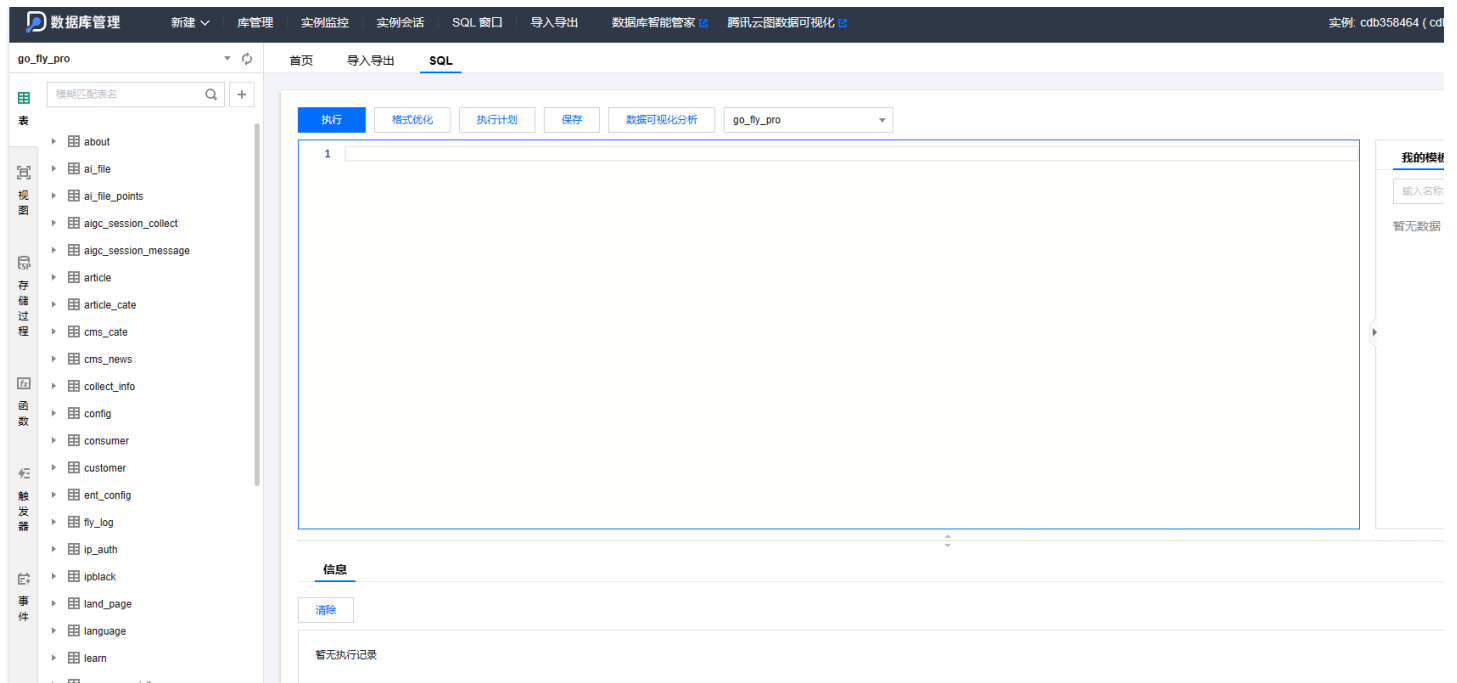 数据库管理 新建 库管理 实例监控 实例会话 SQL 窗口 导入导出 数据库智能管家 腾讯云图数据可视化 实例: cdb358464 ( cdb
go_fly_pro
首页 导入导出 SQL
模糊匹配表名
表
视图
存储过程
函数
触发器
事件
about
ai_file
ai_file_points
aigc_session_collect
aigc_session_message
article
article_cate
cms_cate
cms_news
collect_info
config
consumer
customer
ent_config
fly_log
ip_auth
ipblack
land_page
language
learn
执行 格式优化 执行计划 保存 数据可视化分析 go_fly_pro
1
我的模板
输入名称
暂无数据
信息
清除
暂无执行记录